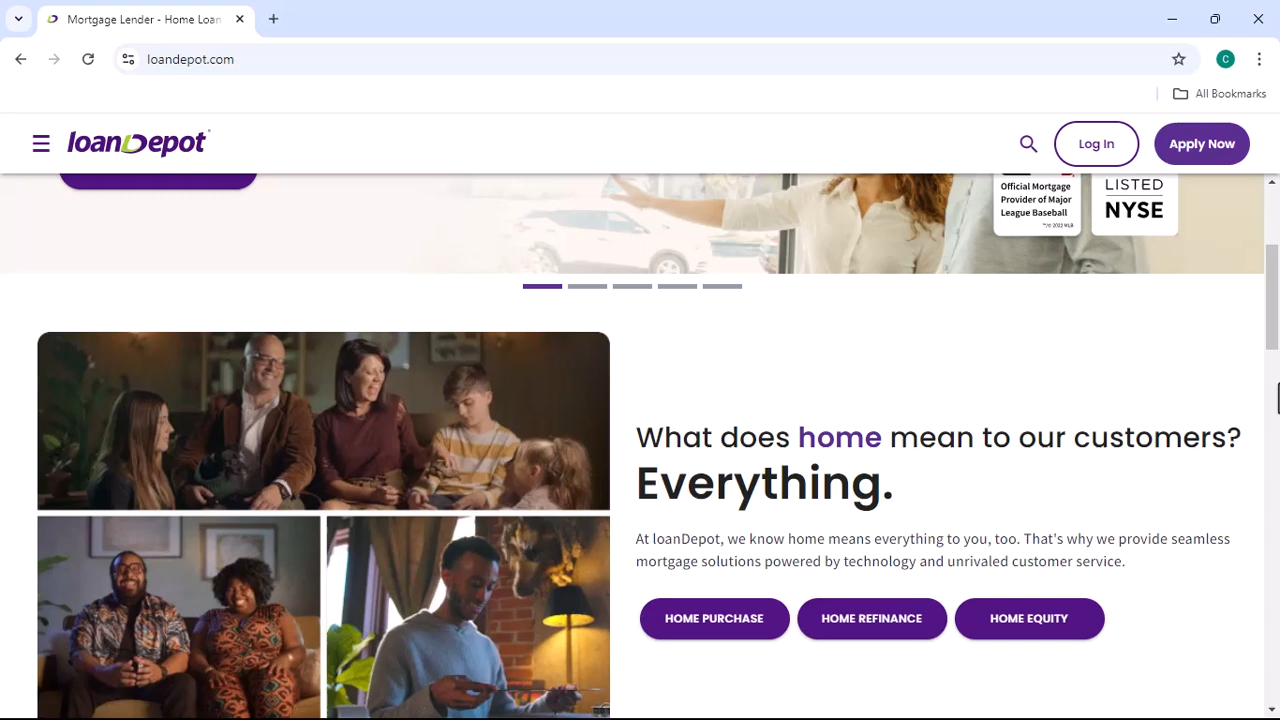 Mortgage Lender - Home Loan
loandepot.com
C
All Bookmarks
loanDepot
Log In
Apply Now
Official Mortgage
Provider of Major
League Baseball
LISTED
NYSE
What does home mean to our customers?
Everything.
At loanDepot, we know home means everything to you, too. That's why we provide seamless
mortgage solutions powered by technology and unrivaled customer service.
HOME PURCHASE
HOME REFINANCE
HOME EQUITY